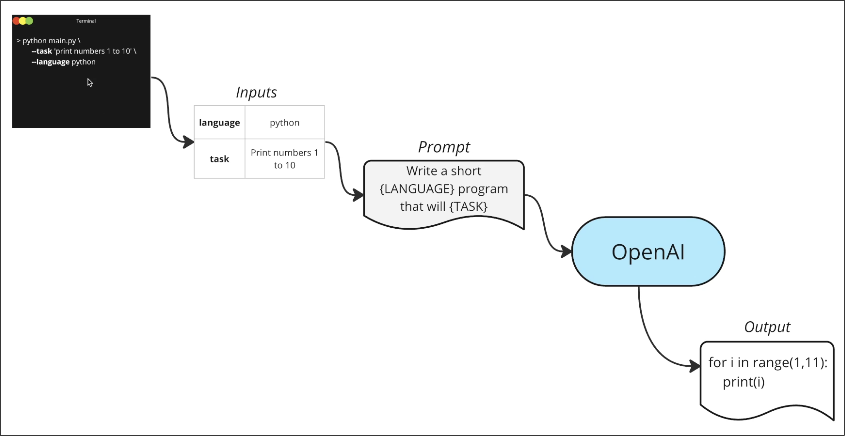 Terminal
> python main.py \
--task 'print numbers 1 to 10' \
--language python
Inputs
language python
task Print numbers 1
to 10
Prompt
Write a short
{LANGUAGE} program
that will {TASK}
OpenAI
Output
for i in range(1,11):
print(i)